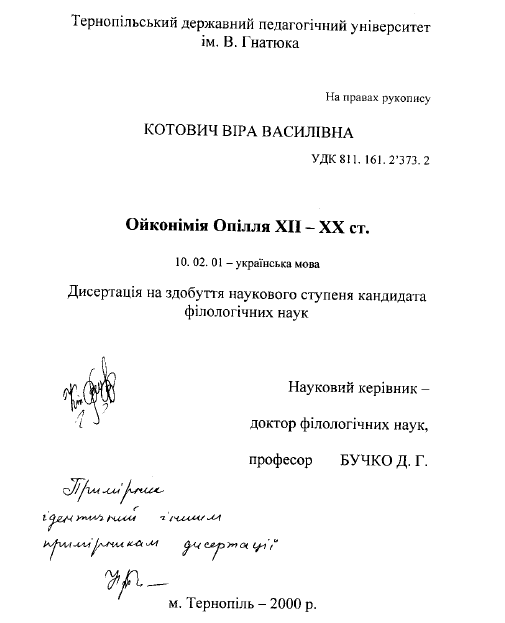 Тернопільський державний педагогічний університет
ім. В. Гнатюка
На правах рукопису
КОТОВИЧ ВІРА ВАСИЛІВНА
УДК 811. 161. 2'373. 2
Ойконімія Опілля XII – XX ст.
10. 02. 01 – українська мова
Дисертація на здобуття наукового ступеня кандидата
філологічних наук
Науковий керівник –
доктор філологічних наук,
професор БУЧКО Д. Г.
Примірник
ідентичний іншим
примірникам дисертації
м. Тернопіль – 2000 р.